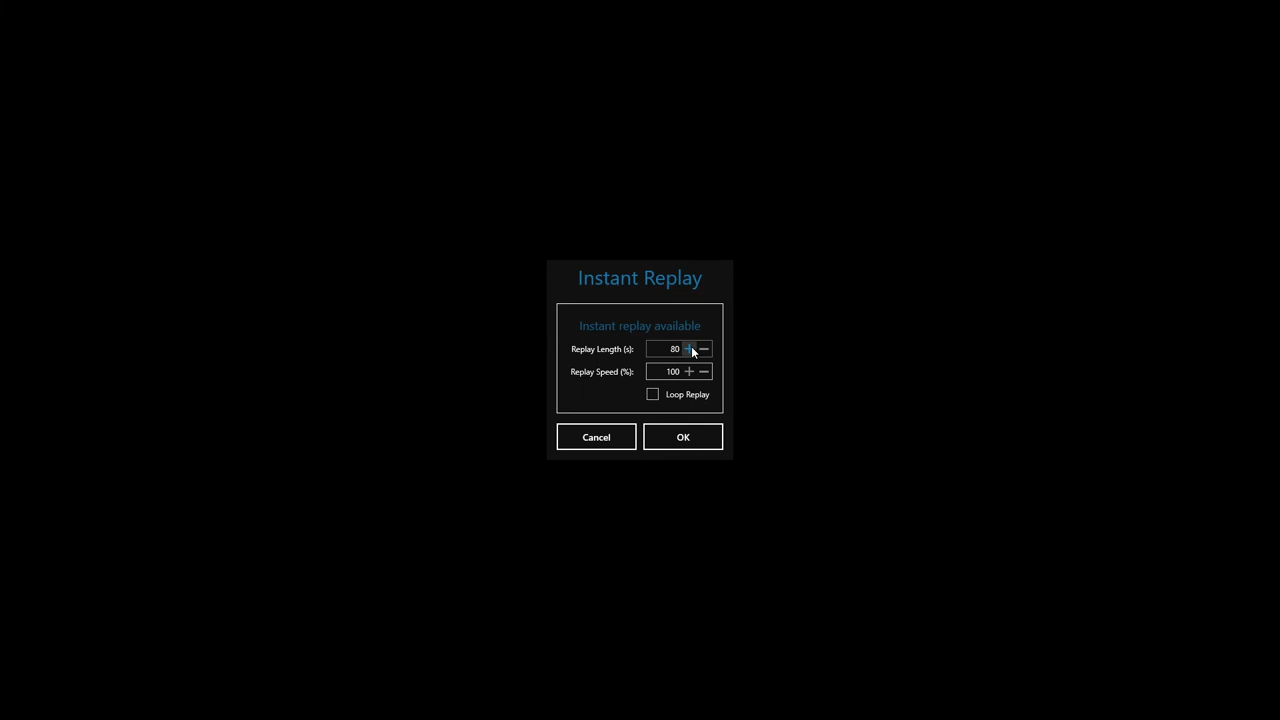 Instant Replay
Instant replay available
Replay Length (s): 80
Replay Speed (%): 100
Loop Replay
Cancel OK